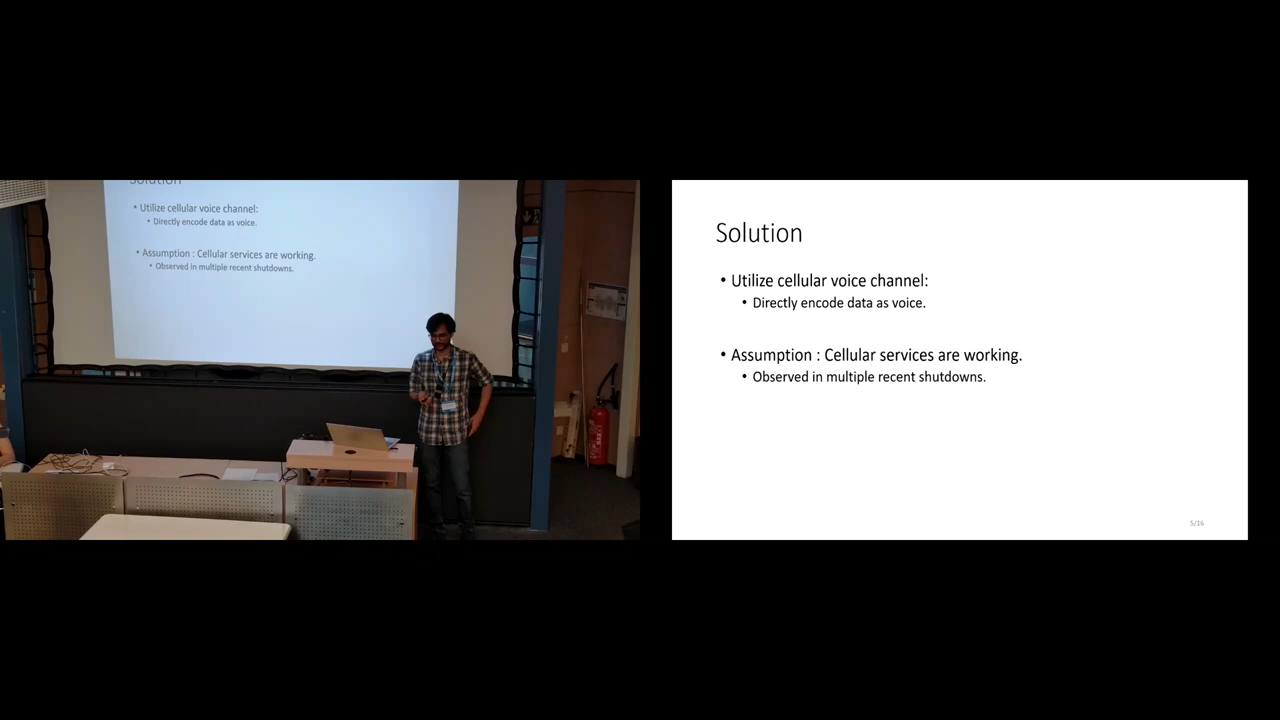 Solution
• Utilize cellular voice channel:
• Directly encode data as voice.
• Assumption : Cellular services are working.
• Observed in multiple recent shutdowns.
Solution
• Utilize cellular voice channel:
• Directly encode data as voice.
• Assumption : Cellular services are working.
• Observed in multiple recent shutdowns.
5/16